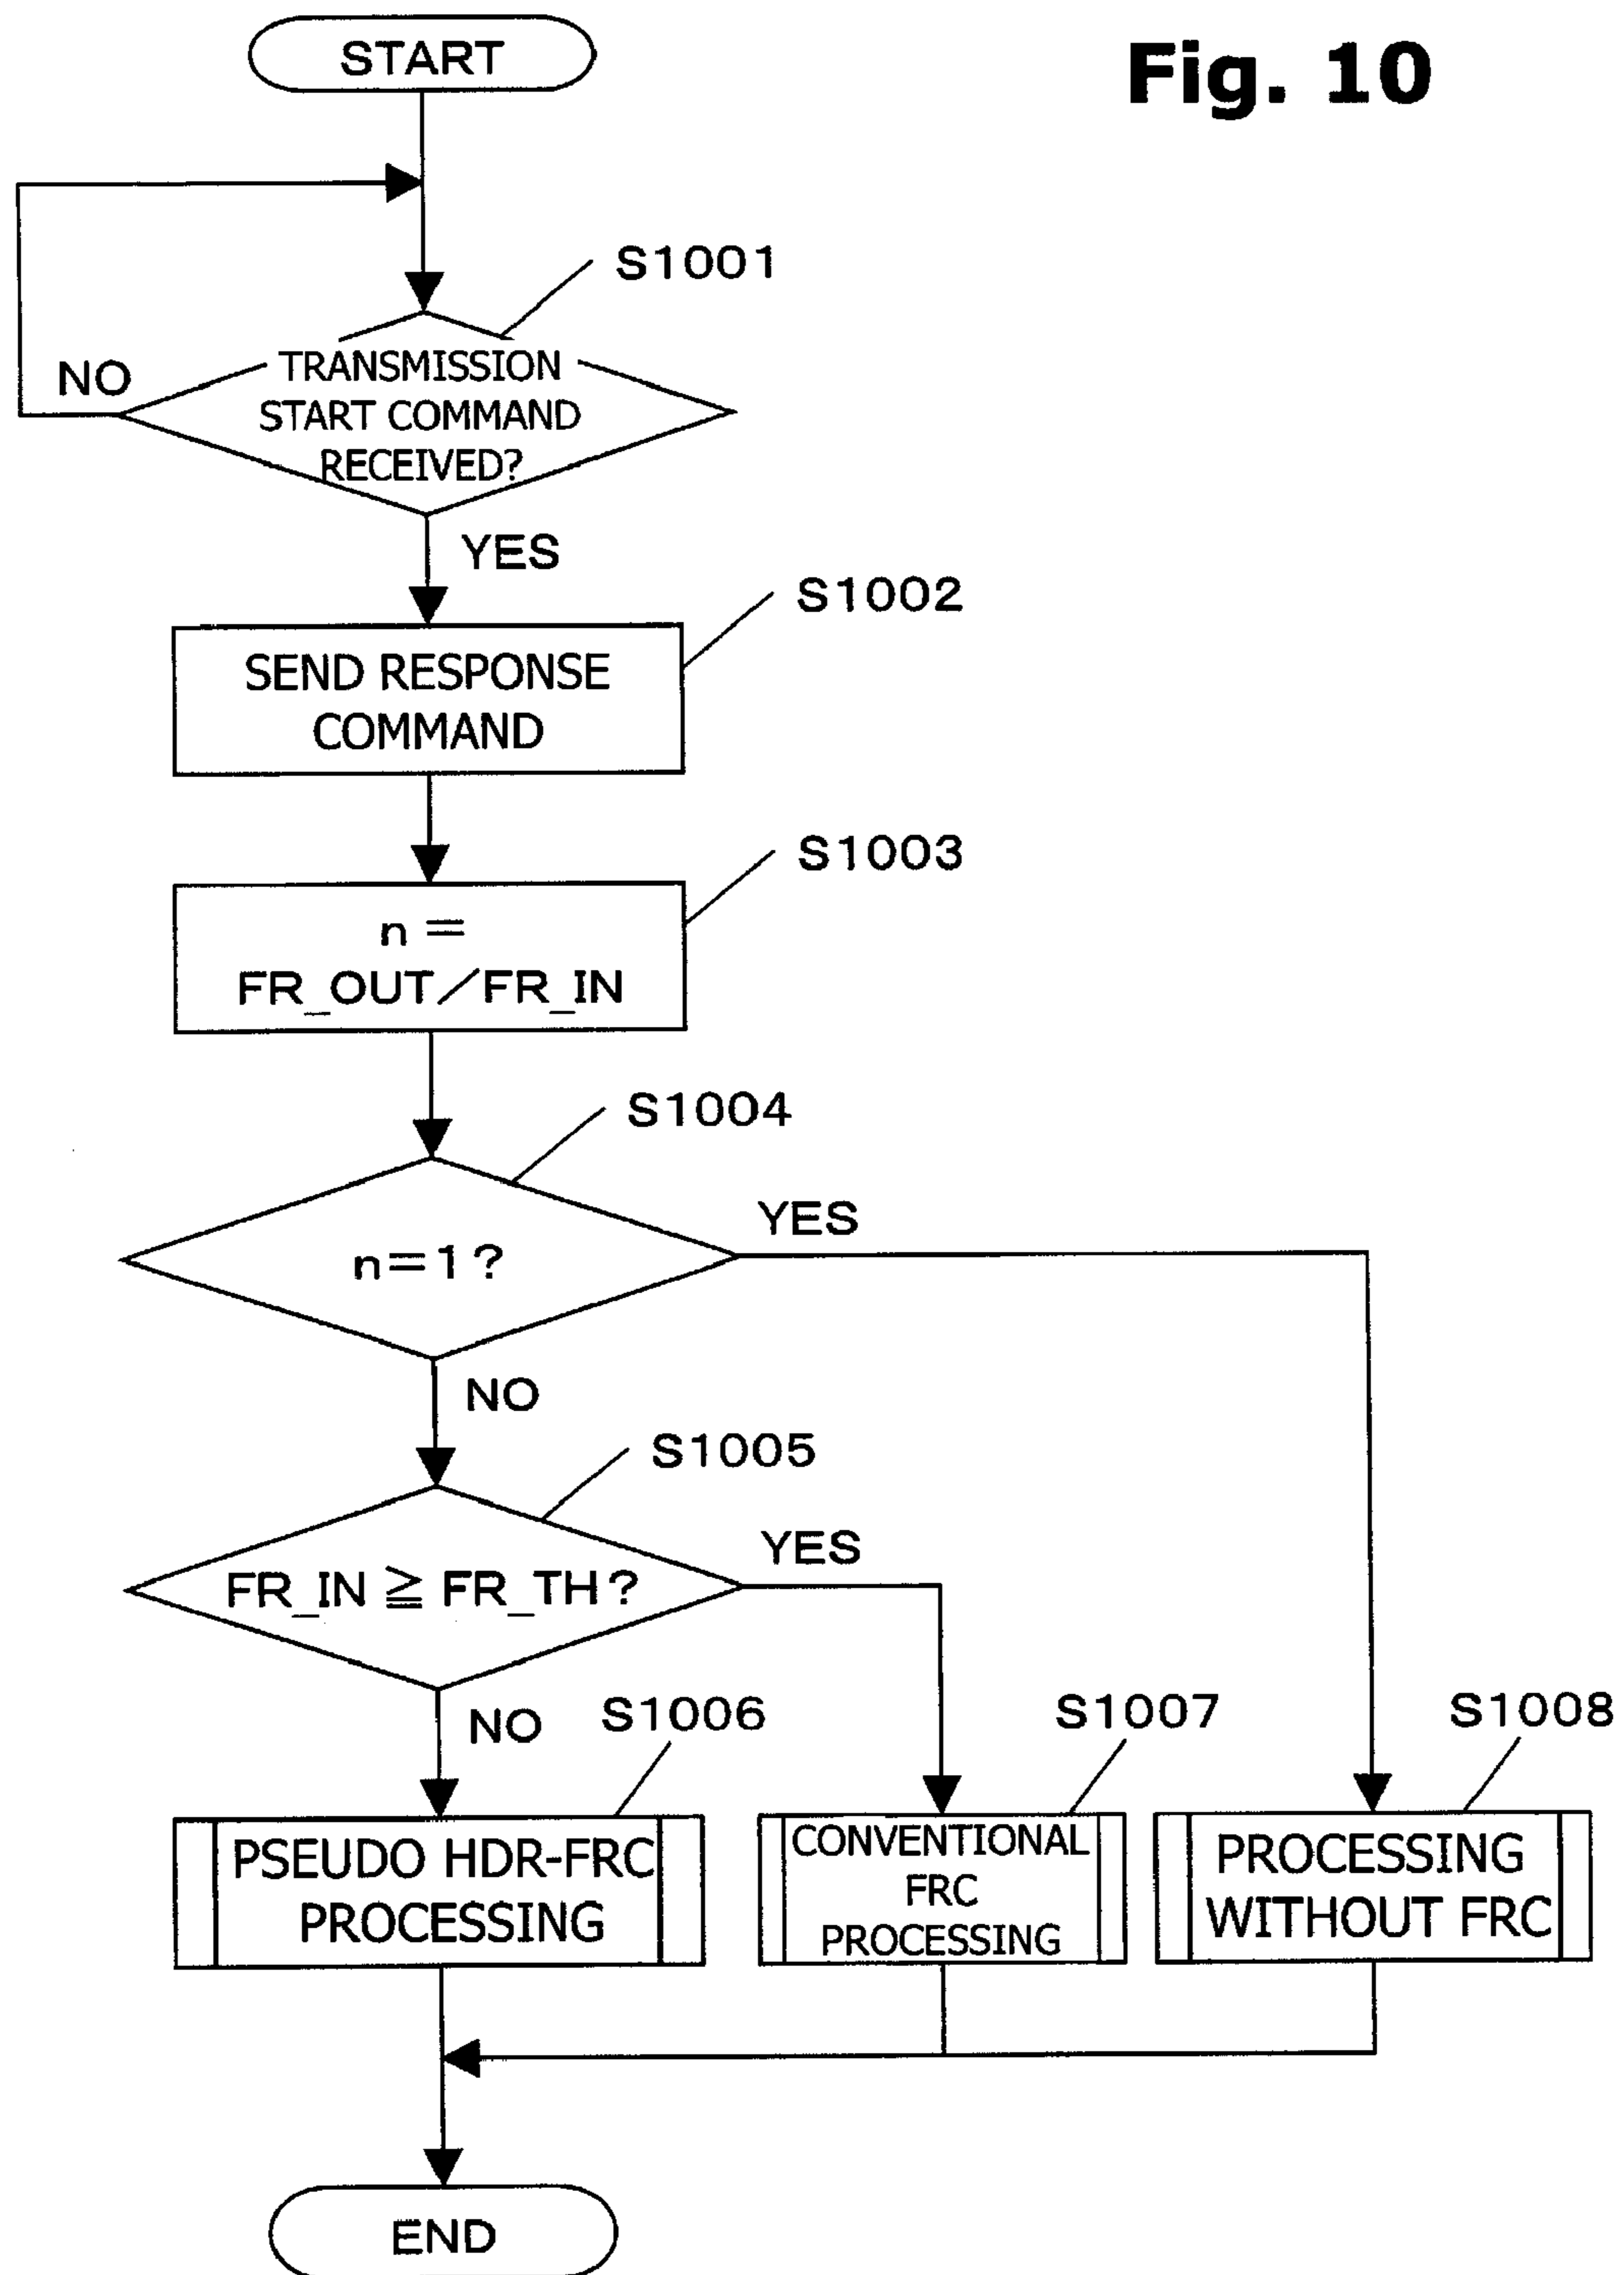 START
Fig. 10
S1001
NO
TRANSMISSION
START COMMAND
RECEIVED?
YES
S1002
SEND RESPONSE
COMMAND
S1003
n =
FR_OUT/FR_IN
S1004
YES
n=1?
NO
S1005
YES
FR_IN ≧ FR_TH?
NO
S1006
S1007
S1008
PSEUDO HDR-FRC
PROCESSING
CONVENTIONAL
FRC
PROCESSING
PROCESSING
WITHOUT FRC
END